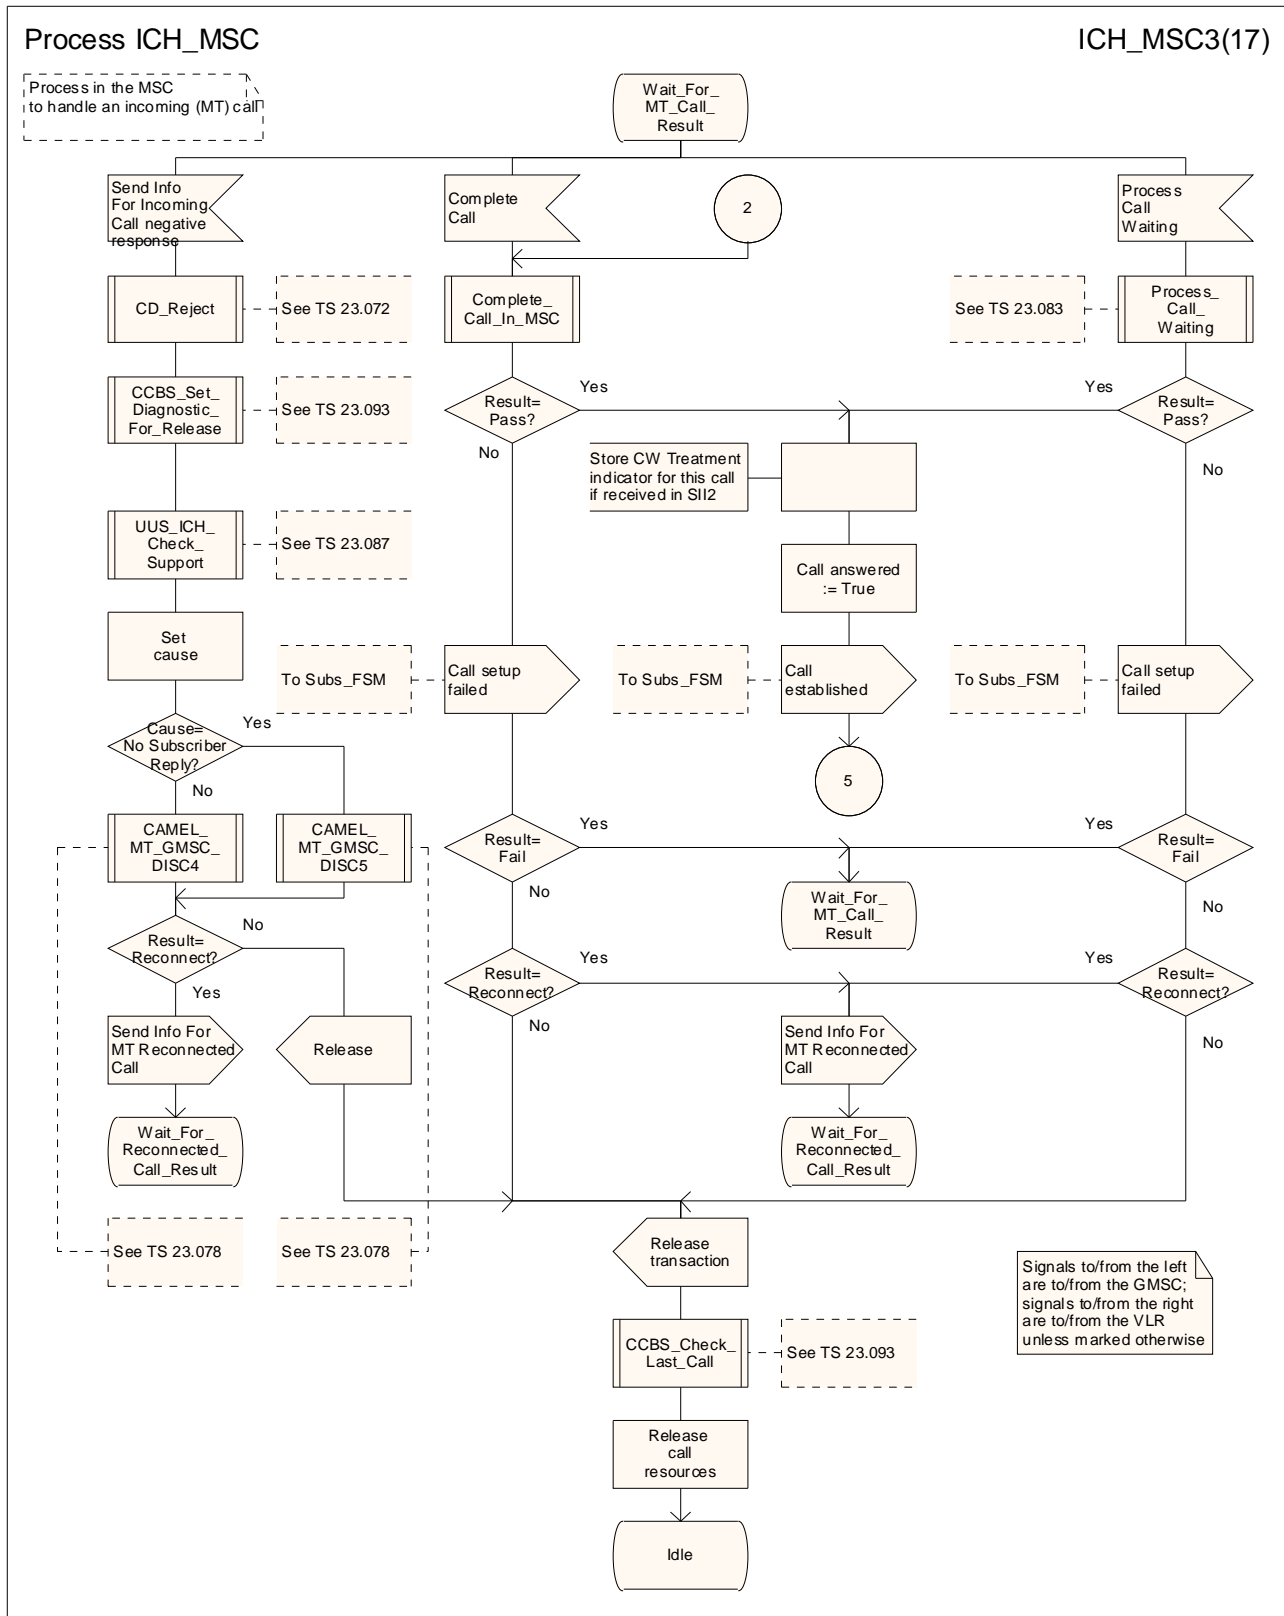 Process ICH_MSC
ICH_MSC3(17)
Process in the MSC
to handle an incoming (MT) call
Wait_For_
MT_Call_
Result
Send Info
For Incoming
Call negative
response
Complete
Call
2
Process
Call
Waiting
CD_Reject
See TS 23.072
Complete_
Call_In_MSC
See TS 23.083
Process_
Call_
Waiting
CCBS_Set_
Diagnostic_
For_Release
See TS 23.093
Result=
Pass?
Yes
No
Yes
Result=
Pass?
No
Store CW Treatment
indicator for this call
if received in SII2
UUS_ICH_
Check_
Support
See TS 23.087
Call answered
:= True
Set
cause
To Subs_FSM
Call setup
failed
To Subs_FSM
Call
established
To Subs_FSM
Call setup
failed
Cause=
No Subscriber
Reply?
Yes
No
5
CAMEL_
MT_GMSC_
DISC4
CAMEL_
MT_GMSC_
DISC5
Result=
Fail
Yes
No
Yes
Result=
Fail
No
Wait_For_
MT_Call_
Result
Result=
Reconnect?
No
Yes
Result=
Reconnect?
Yes
No
Yes
Result=
Reconnect?
No
Send Info For
MT Reconnected
Call
Release
Send Info For
MT Reconnected
Call
Wait_For_
Reconnected_
Call_Result
Wait_For_
Reconnected_
Call_Result
See TS 23.078
See TS 23.078
Release
transaction
Signals to/from the left
are to/from the GMSC;
signals to/from the right
are to/from the VLR
unless marked otherwise
CCBS_Check_
Last_Call
See TS 23.093
Release
call
resources
Idle